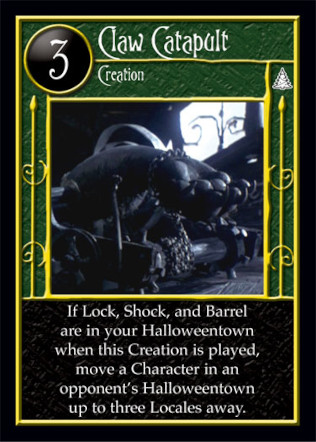 3
Claw Catapult
Creation
If Lock, Shock, and Barrel
are in your Halloweentown
when this Creation is played,
move a Character in an
opponent's Halloweentown
up to three Locales away.